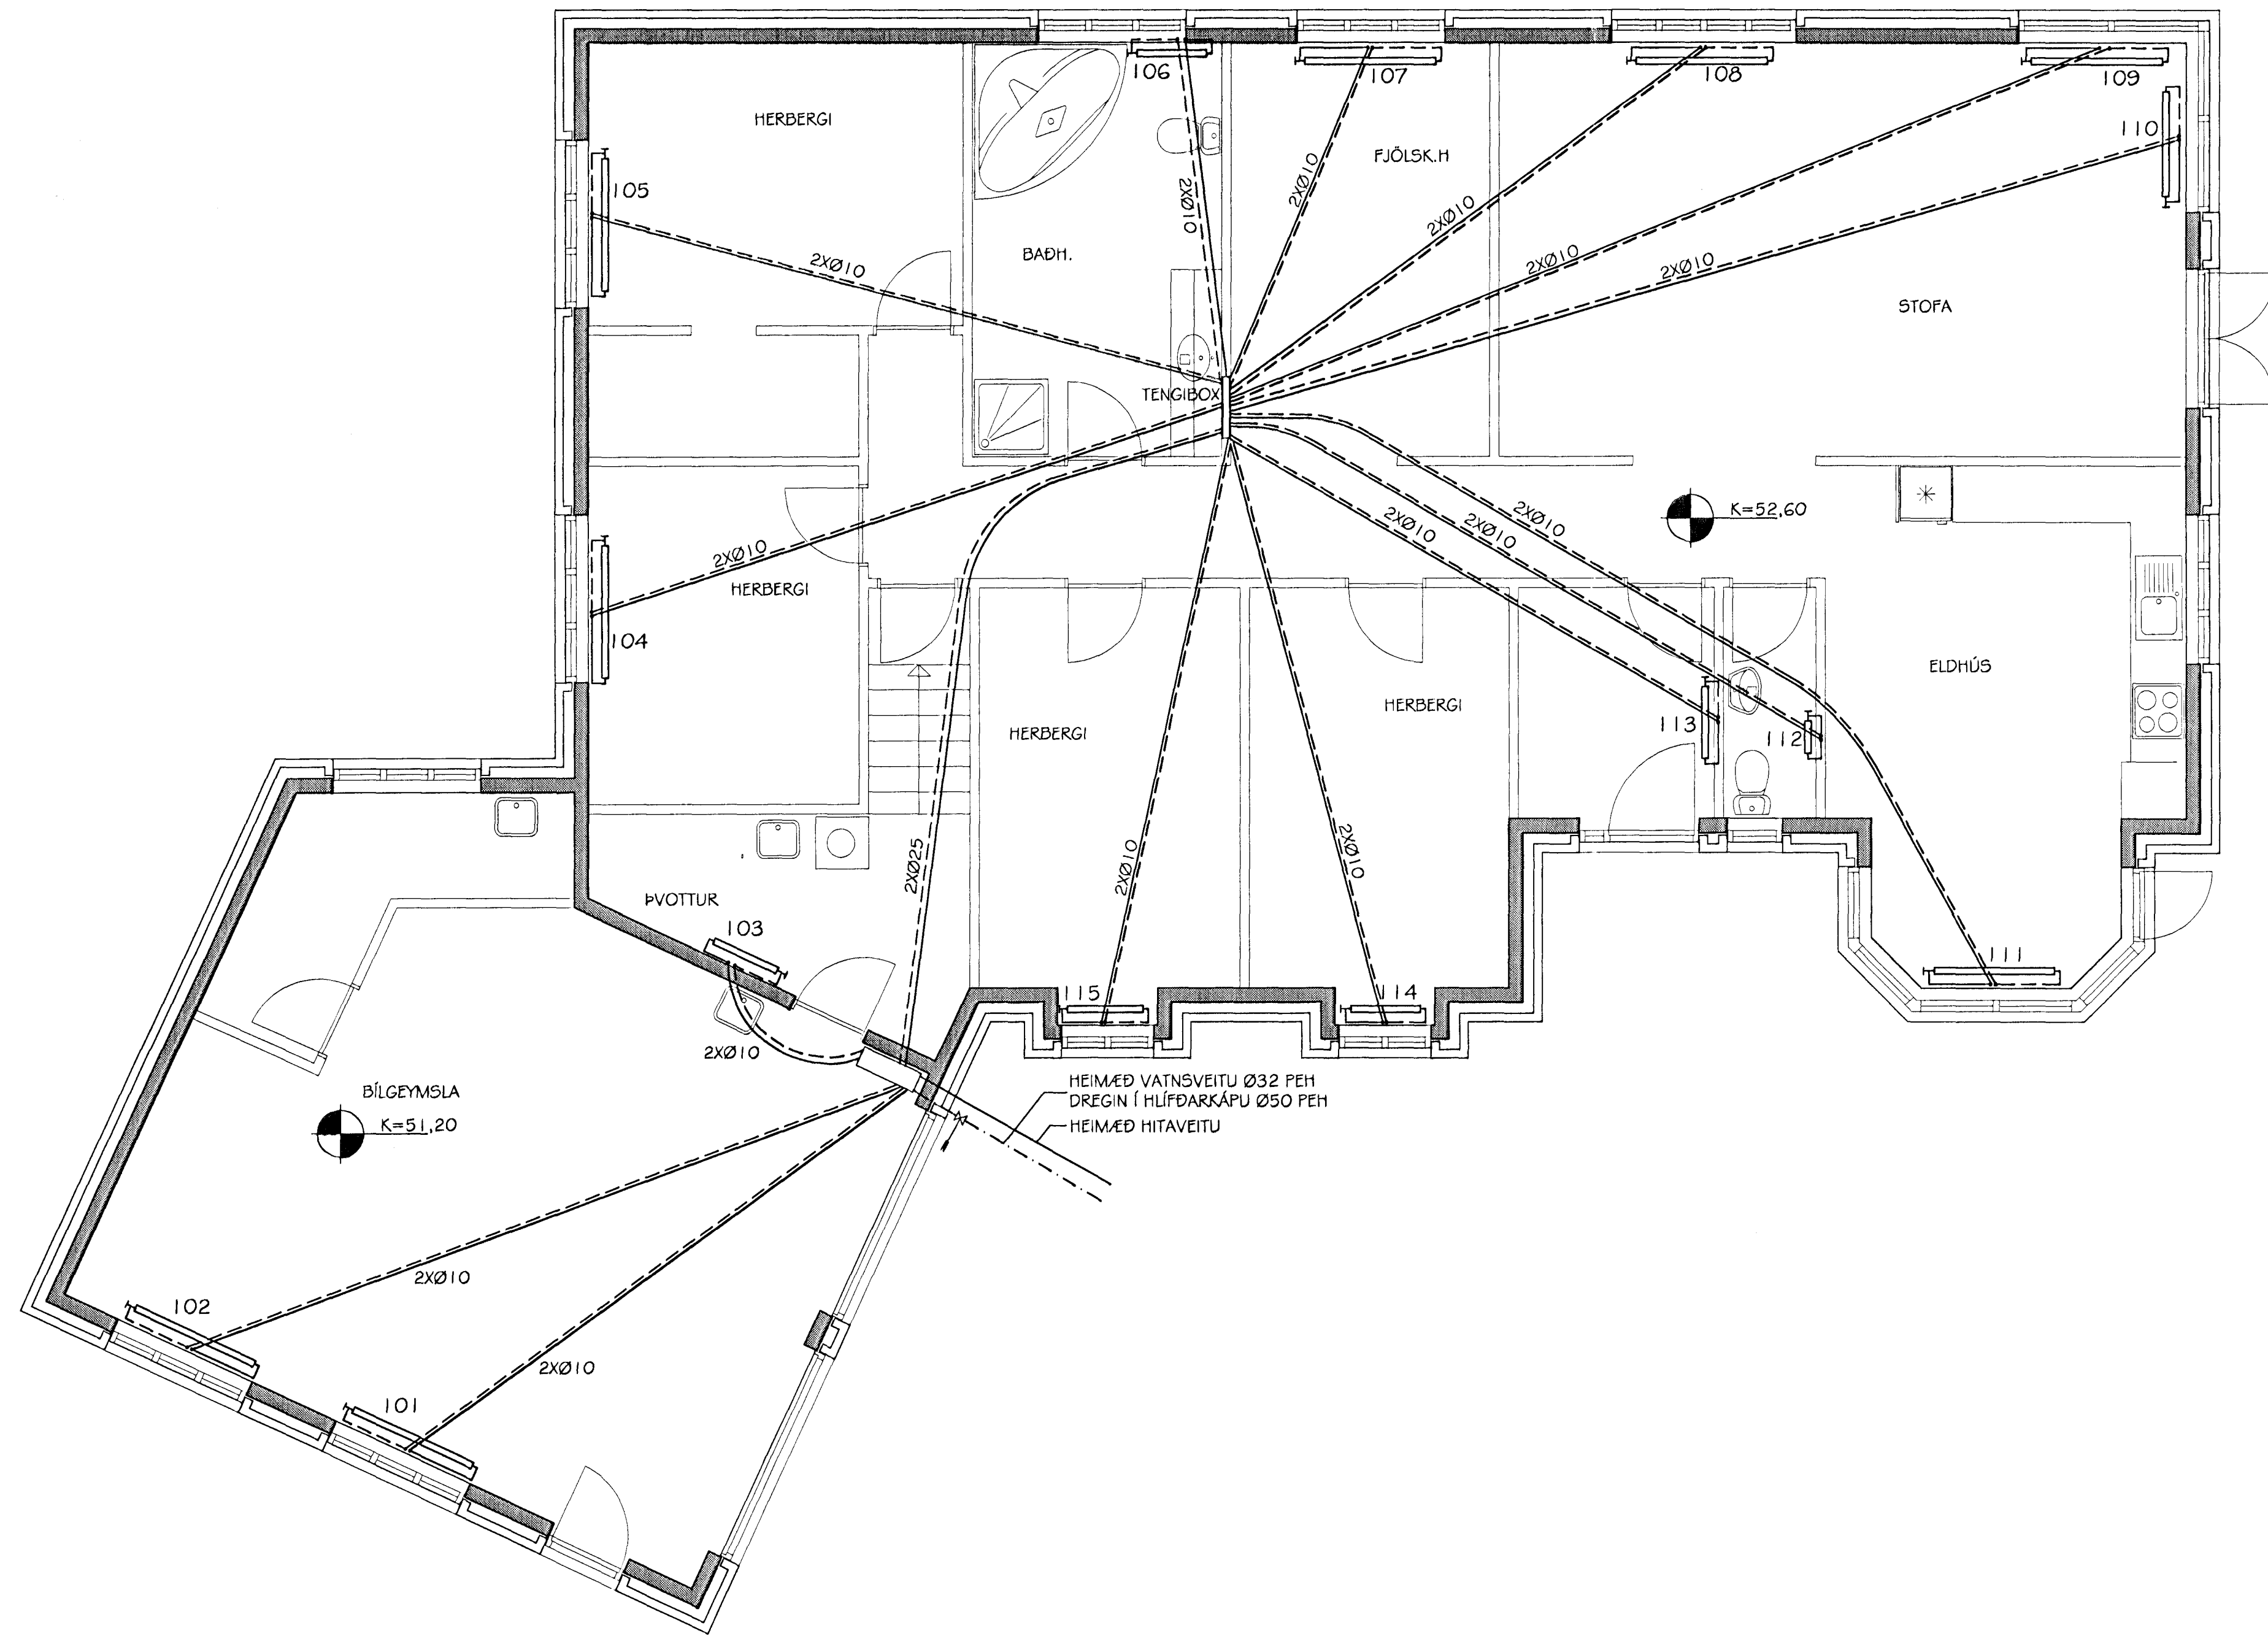 106
107
108
109
110
HERBERGI
FJÖLSK.H
105
2XØ10
2XØ10
2XØ10
2XØ10
2XØ10
2XØ10
BAÐH.
STOFA
TENGIBOX
K=52,60
2XØ10
2XØ10
2XØ10
2XØ10
HERBERGI
104
ELDHÚS
HERBERGI
HERBERGI
113
112
2XØ25
2XØ10
2XØ10
ÞVOTTUR
103
111
115
114
2XØ10
HEIMÆÐ VATNSVEITU Ø32 PEH
DREGIN Í HLÍFÐARKÁPU Ø50 PEH
HEIMÆÐ HITAVEITU
BÍLGEYMSLA
K=51,20
2XØ10
102
2XØ10
101